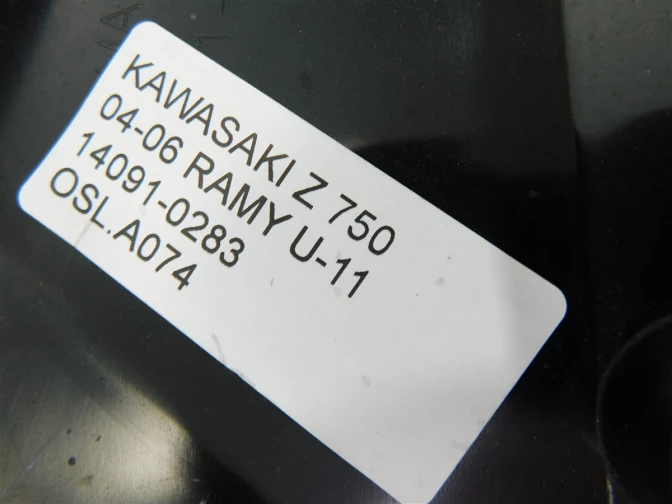 KAWASAKI Z 750
04-06 RAMY U-11
14091-0283
OSL.A074